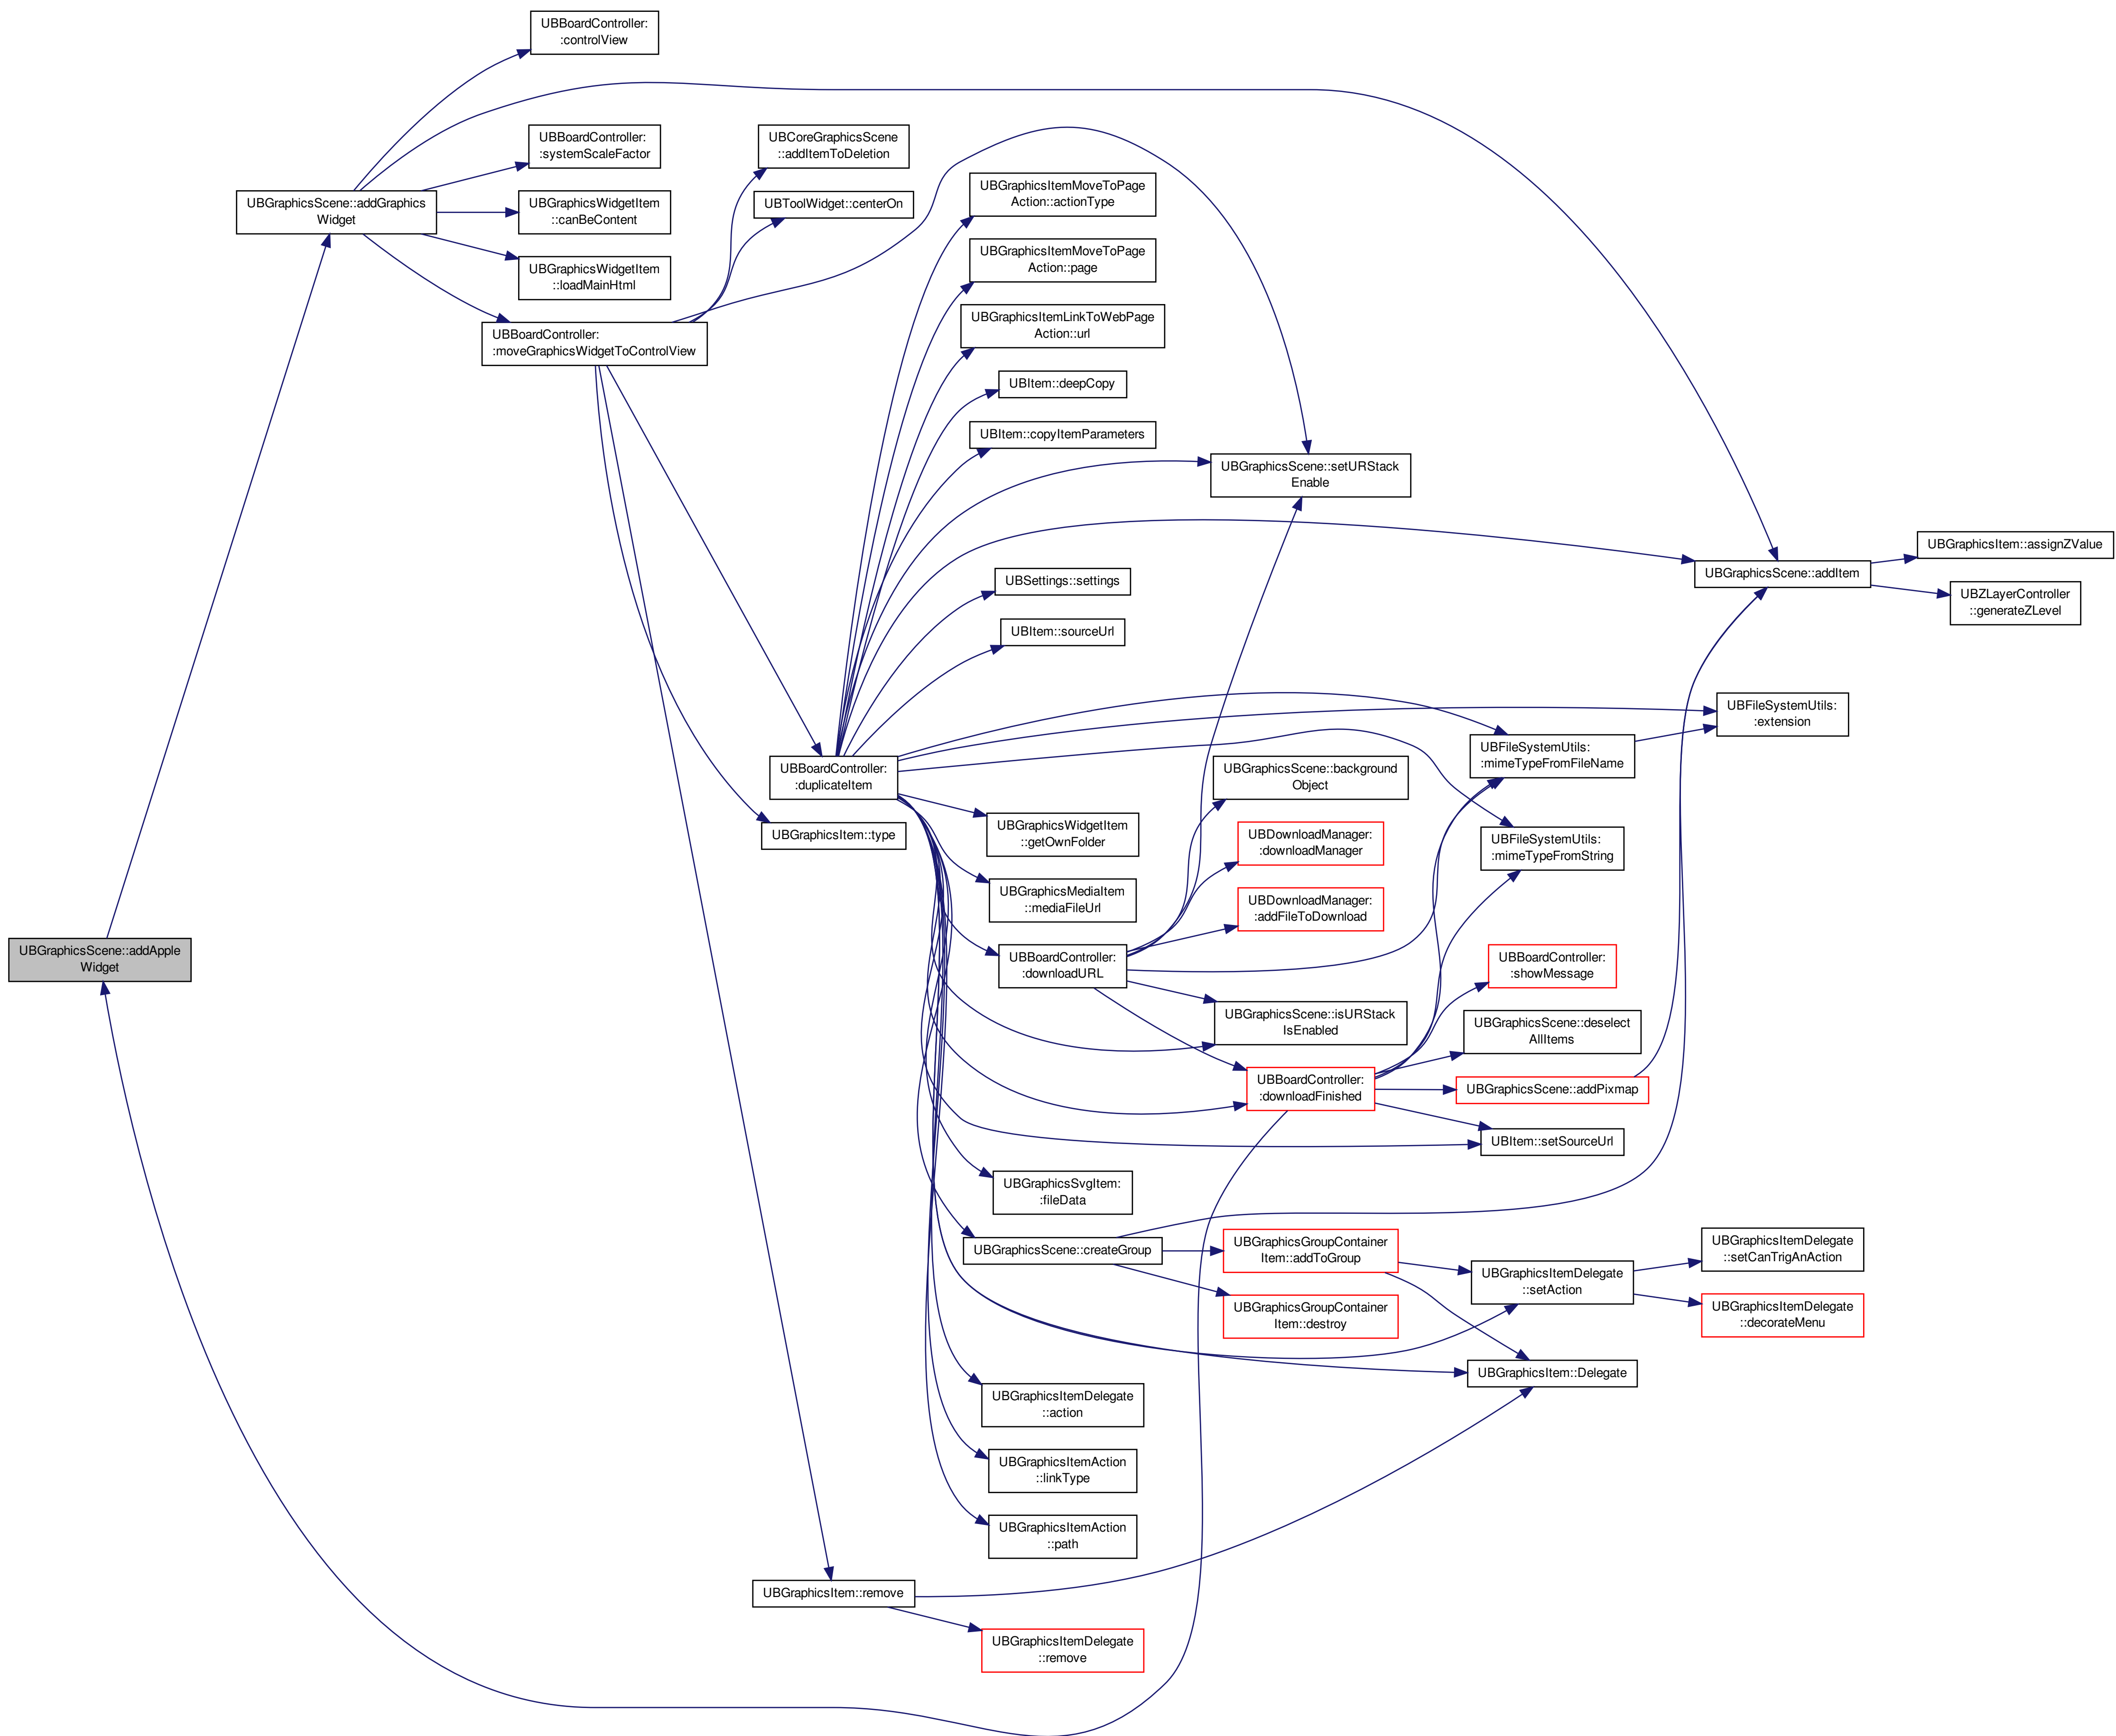 UBBoardController:
:controlView
UBBoardController:
:systemScaleFactor
UBCoreGraphicsScene
::addItemToDeletion
UBGraphicsScene::addGraphics
Widget
UBGraphicsWidgetItem
::canBeContent
UBToolWidget::centerOn
UBGraphicsItemMoveToPage
Action::actionType
UBGraphicsWidgetItem
::loadMainHtml
UBGraphicsItemMoveToPage
Action::page
UBBoardController:
:moveGraphicsWidgetToControlView
UBGraphicsItemLinkToWebPage
Action::url
UBItem::deepCopy
UBItem::copyItemParameters
UBGraphicsScene::setURStack
Enable
UBGraphicsItem::assignZValue
UBGraphicsScene::addItem
UBSettings::settings
UBZLayerController
::generateZLevel
UBItem::sourceUrl
UBFileSystemUtils:
:extension
UBFileSystemUtils:
:mimeTypeFromFileName
UBBoardController:
:duplicateItem
UBGraphicsScene::background
Object
UBGraphicsItem::type
UBGraphicsWidgetItem
::getOwnFolder
UBDownloadManager:
:downloadManager
UBFileSystemUtils:
:mimeTypeFromString
UBGraphicsMediaItem
::mediaFileUrl
UBDownloadManager:
:addFileToDownload
UBGraphicsScene::addApple
Widget
UBBoardController:
:downloadURL
UBBoardController:
:showMessage
UBGraphicsScene::isURStack
IsEnabled
UBGraphicsScene::deselect
AllItems
UBBoardController:
:downloadFinished
UBGraphicsScene::addPixmap
UBItem::setSourceUrl
UBGraphicsSvgItem:
:fileData
UBGraphicsScene::createGroup
UBGraphicsGroupContainer
Item::addToGroup
UBGraphicsItemDelegate
::setCanTrigAnAction
UBGraphicsItemDelegate
::setAction
UBGraphicsGroupContainer
Item::destroy
UBGraphicsItemDelegate
::decorateMenu
UBGraphicsItem::Delegate
UBGraphicsItemDelegate
::action
UBGraphicsItemAction
::linkType
UBGraphicsItemAction
::path
UBGraphicsItem::remove
UBGraphicsItemDelegate
::remove